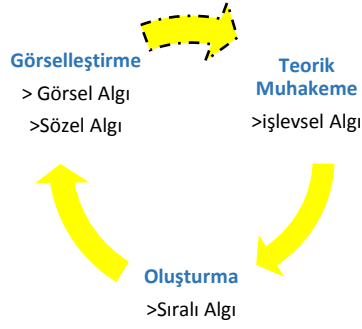 Görselleştirme
> Görsel Algı
>Sözel Algı
Teorik
Muhakeme
>işlevsel Algı
Oluşturma
>Sıralı Algı